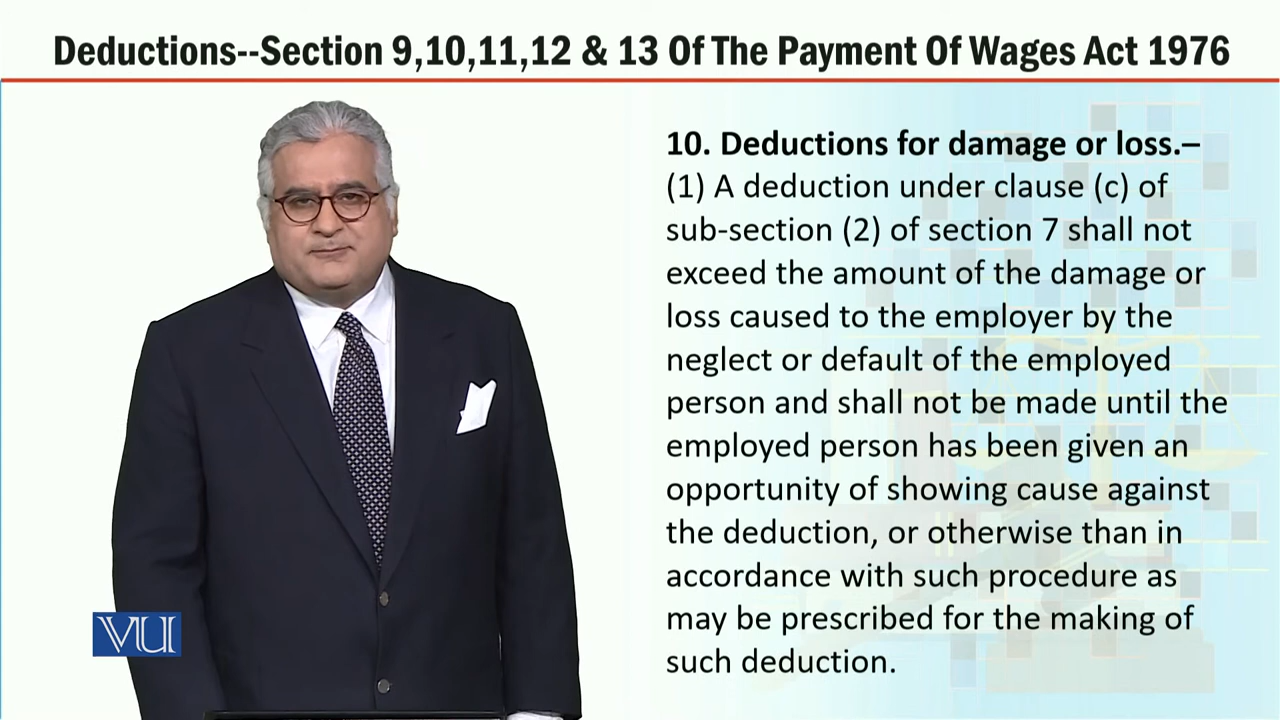 Deductions--Section 9,10,11,12 & 13 Of The Payment Of Wages Act 1976
10. Deductions for damage or loss.–
(1) A deduction under clause (c) of
sub-section (2) of section 7 shall not
exceed the amount of the damage or
loss caused to the employer by the
neglect or default of the employed
person and shall not be made until the
employed person has been given an
opportunity of showing cause against
the deduction, or otherwise than in
accordance with such procedure as
may be prescribed for the making of
such deduction.
VU